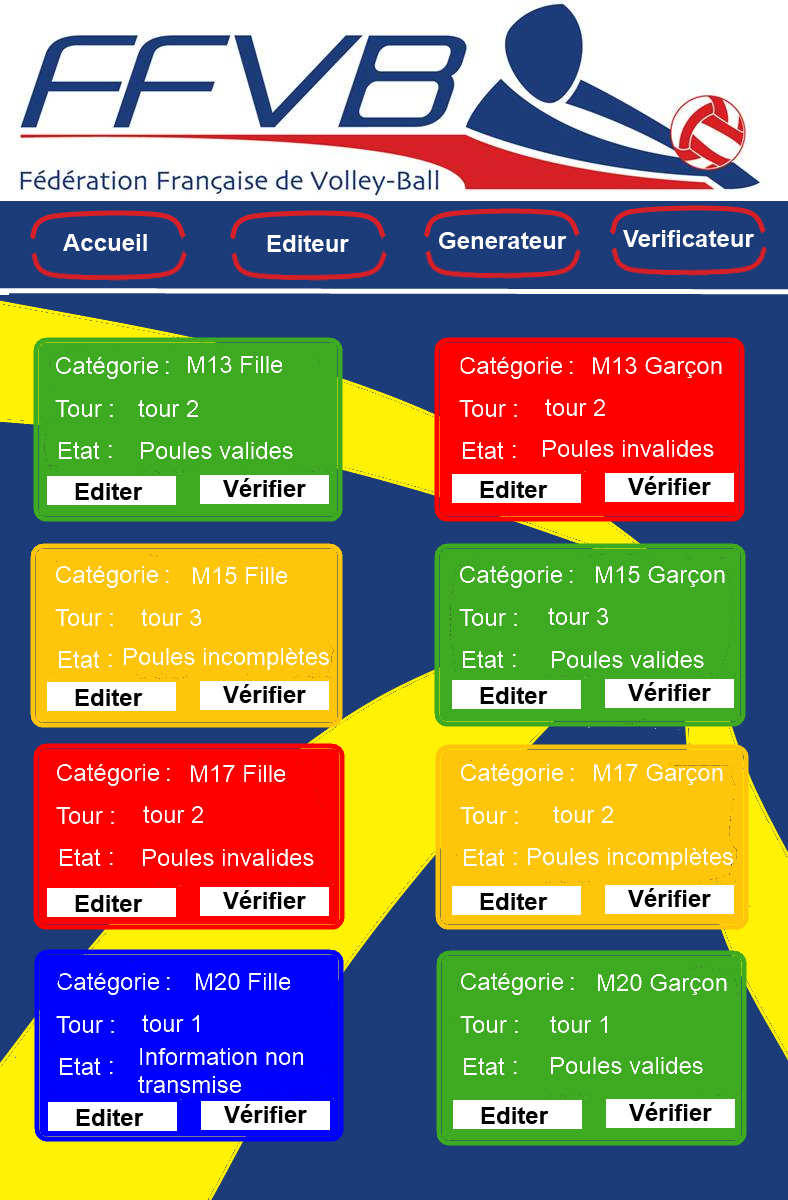 FFVB
Fédération Française de Volley-Ball
Accueil Editeur Generateur Verificateur
Catégorie : M13 Fille
Tour : tour 2
Etat : Poules valides
Editer Vérifier
Catégorie : M13 Garçon
Tour : tour 2
Etat : Poules invalides
Editer Vérifier
Catégorie : M15 Fille
Tour : tour 3
Etat : Poules incomplètes
Editer Vérifier
Catégorie : M15 Garçon
Tour : tour 3
Etat : Poules valides
Editer Vérifier
Catégorie : M17 Fille
Tour : tour 2
Etat : Poules invalides
Editer Vérifier
Catégorie : M17 Garçon
Tour : tour 2
Etat : Poules incomplètes
Editer Vérifier
Catégorie : M20 Fille
Tour : tour 1
Etat : Information non
transmise
Editer Vérifier
Catégorie : M20 Garçon
Tour : tour 1
Etat : Poules valides
Editer Vérifier